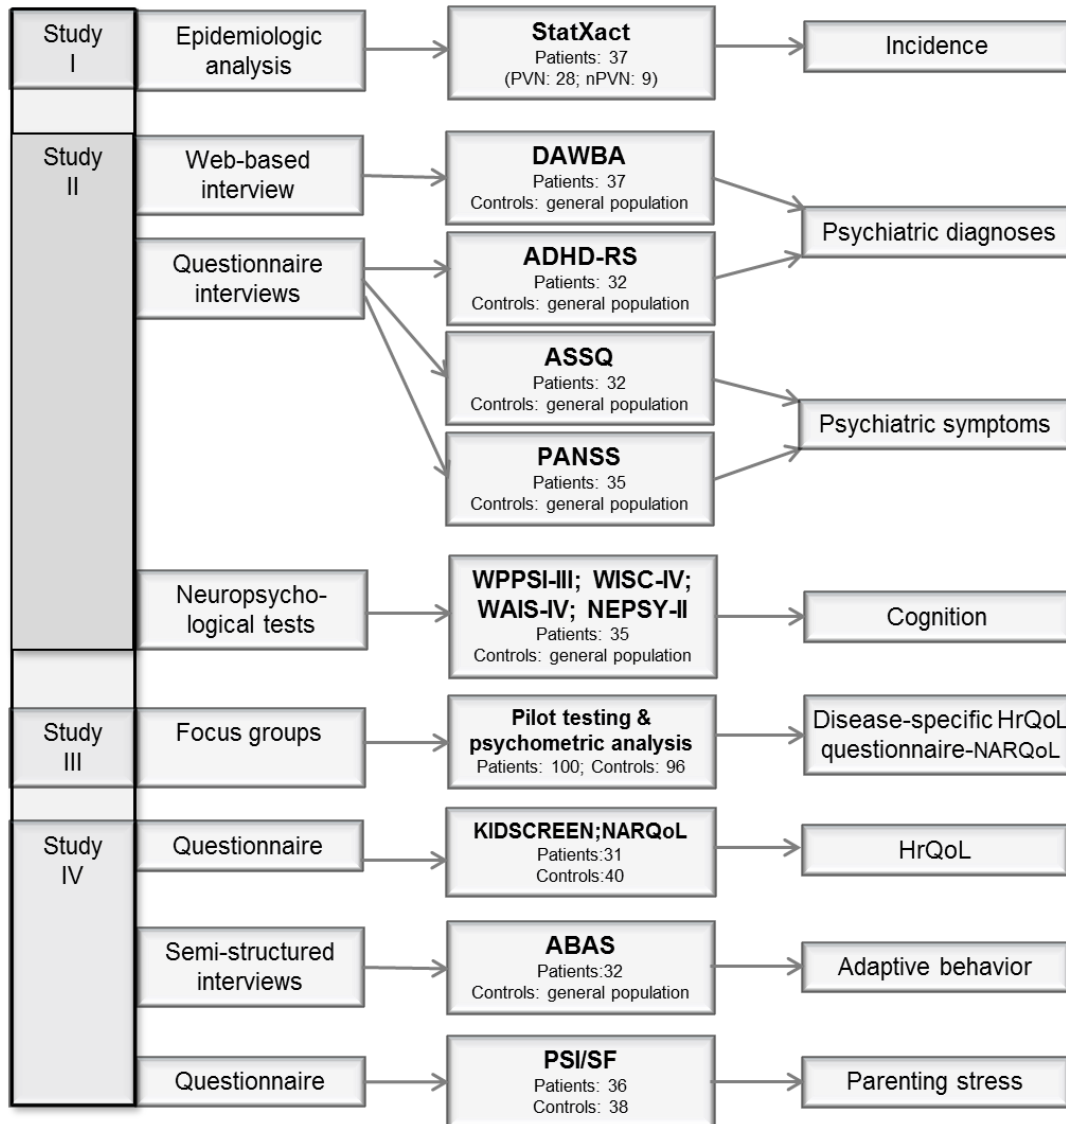 Study
I
Epidemiologic
analysis
StatXact
Patients: 37
(PVN: 28; nPVN: 9)
Incidence
Study
II
Web-based
interview
DAWBA
Patients: 37
Controls: general population
Psychiatric diagnoses
Questionnaire
interviews
ADHD-RS
Patients: 32
Controls: general population
ASSQ
Patients: 32
Controls: general population
Psychiatric symptoms
PANSS
Patients: 35
Controls: general population
Neuropsycho-
logical tests
WPPSI-III; WISC-IV;
WAIS-IV; NEPSY-II
Patients: 35
Controls: general population
Cognition
Study
III
Focus groups
Pilot testing &
psychometric analysis
Patients: 100; Controls: 96
Disease-specific HrQoL
questionnaire-NARQoL
Study
IV
Questionnaire
KIDSCREEN;NARQoL
Patients:31
Controls:40
HrQoL
Semi-structured
interviews
ABAS
Patients:32
Controls: general population
Adaptive behavior
Questionnaire
PSI/SF
Patients: 36
Controls: 38
Parenting stress